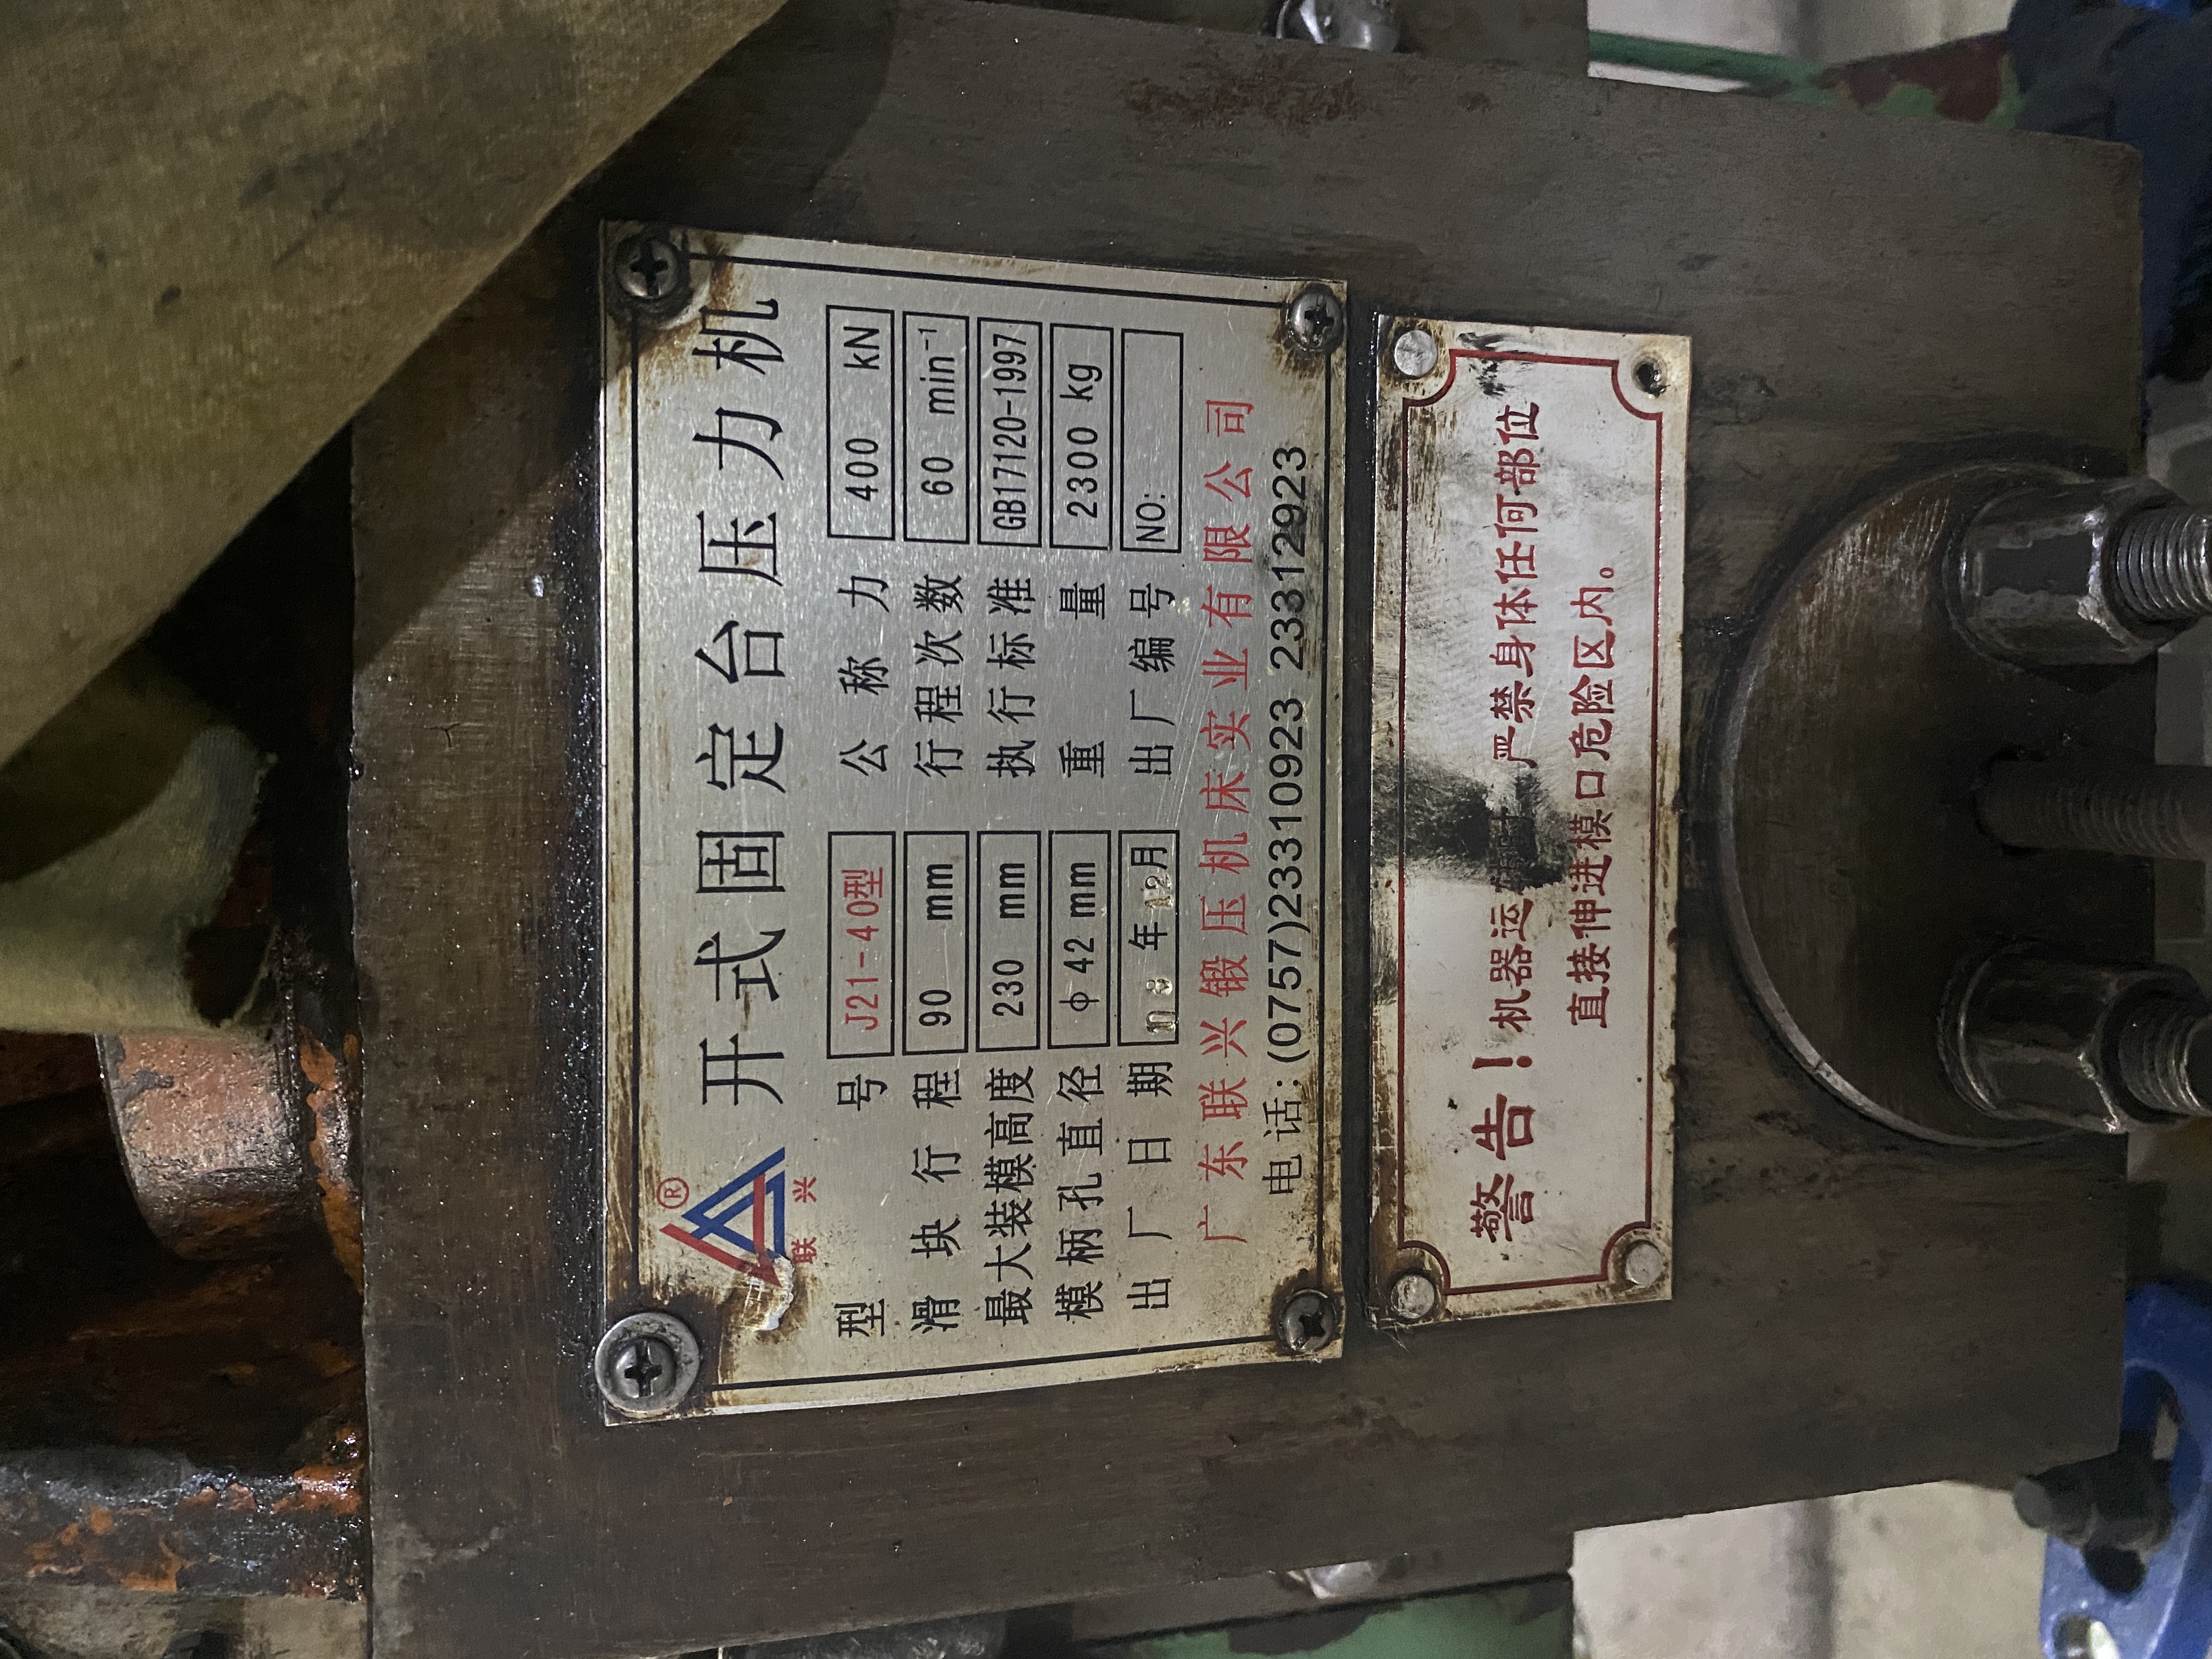 开式固定台压力机
®
联兴
型号 J21-40型 公称力 400 kN
滑块行程 90 mm 行程次数 60 min⁻¹
最大装模高度 230 mm 执行标准 GB17120-1997
模柄孔直径 φ42 mm 重量 2300 kg
出厂日期 年 12月 出厂编号 NO:
广东联兴锻压机床实业有限公司
电话:(0757)23310923 23312923
警告！机器运 严禁身体任何部位
直接伸进模口危险区内。